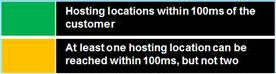 Hosting locations within 100ms of the
customer
At least one hosting location can be
reached within 100ms, but not two